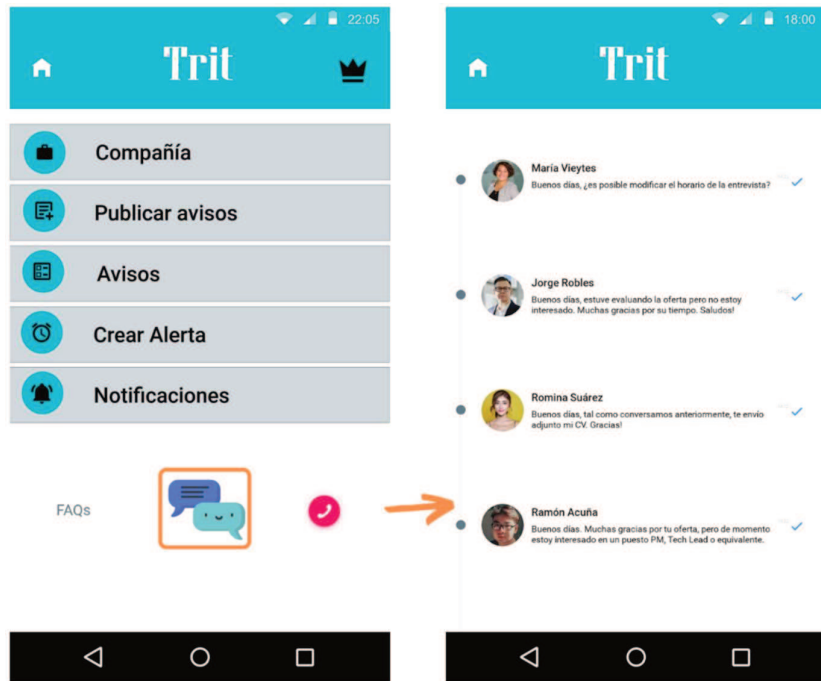 22:05
Trit
Compañía
Publicar avisos
Avisos
Crear Alerta
Notificaciones
FAQs
18:00
Trit
María Vieytes
Buenos días, ¿es posible modificar el horario de la entrevista?
Jorge Robles
Buenos días, estuve evaluando la oferta pero no estoy
interesado. Muchas gracias por su tiempo. Saludos!
Romina Suárez
Buenos días, tal como conversamos anteriormente, te envío
adjunto mi CV. Gracias!
Ramón Acuña
Buenos días. Muchas gracias por tu oferta, pero de momento
estoy interesado en un puesto PM, Tech Lead o equivalente.